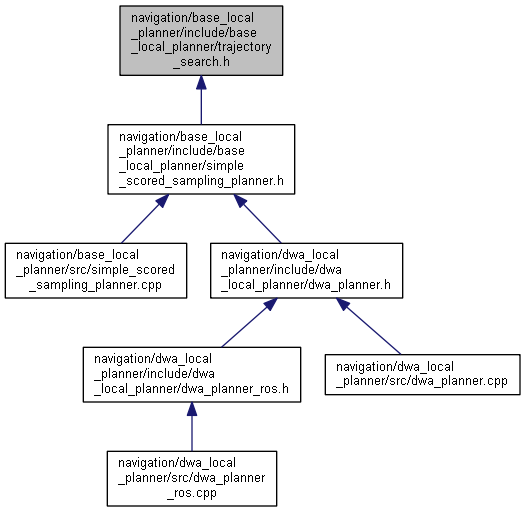 navigation/base_local
_planner/include/base
_local_planner/trajectory
_search.h
navigation/base_local
_planner/include/base
_local_planner/simple
_scored_sampling_planner.h
navigation/base_local
_planner/src/simple_scored
_sampling_planner.cpp
navigation/dwa_local
_planner/include/dwa
_local_planner/dwa_planner.h
navigation/dwa_local
_planner/include/dwa
_local_planner/dwa_planner_ros.h
navigation/dwa_local
_planner/src/dwa_planner.cpp
navigation/dwa_local
_planner/src/dwa_planner
_ros.cpp